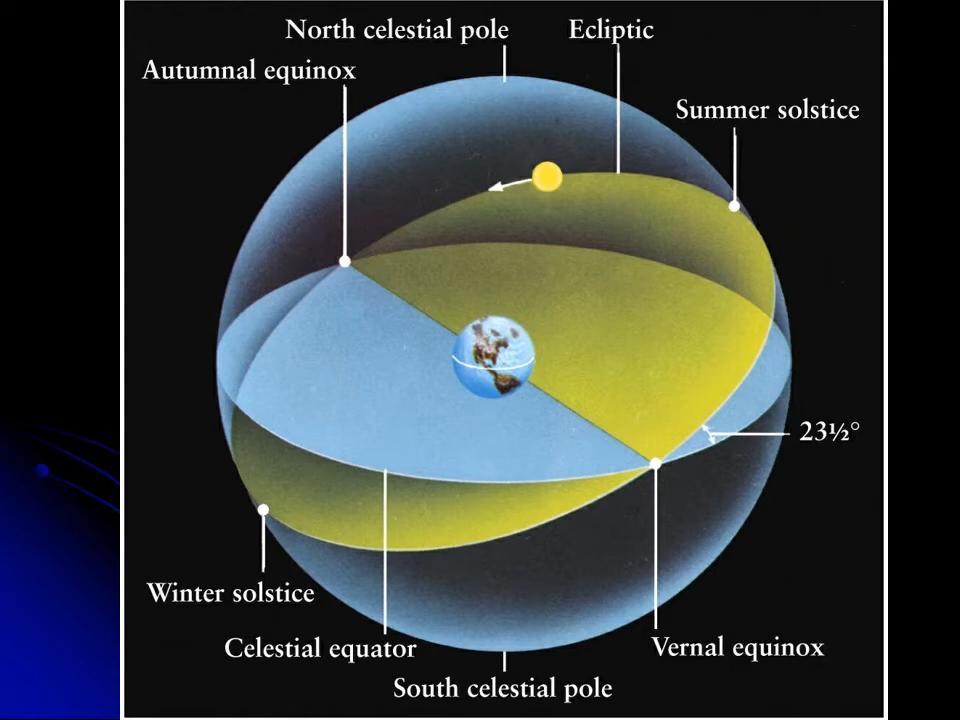 North celestial pole
Ecliptic
Autumnal equinox
Summer solstice
23½°
Winter solstice
Celestial equator
Vernal equinox
South celestial pole